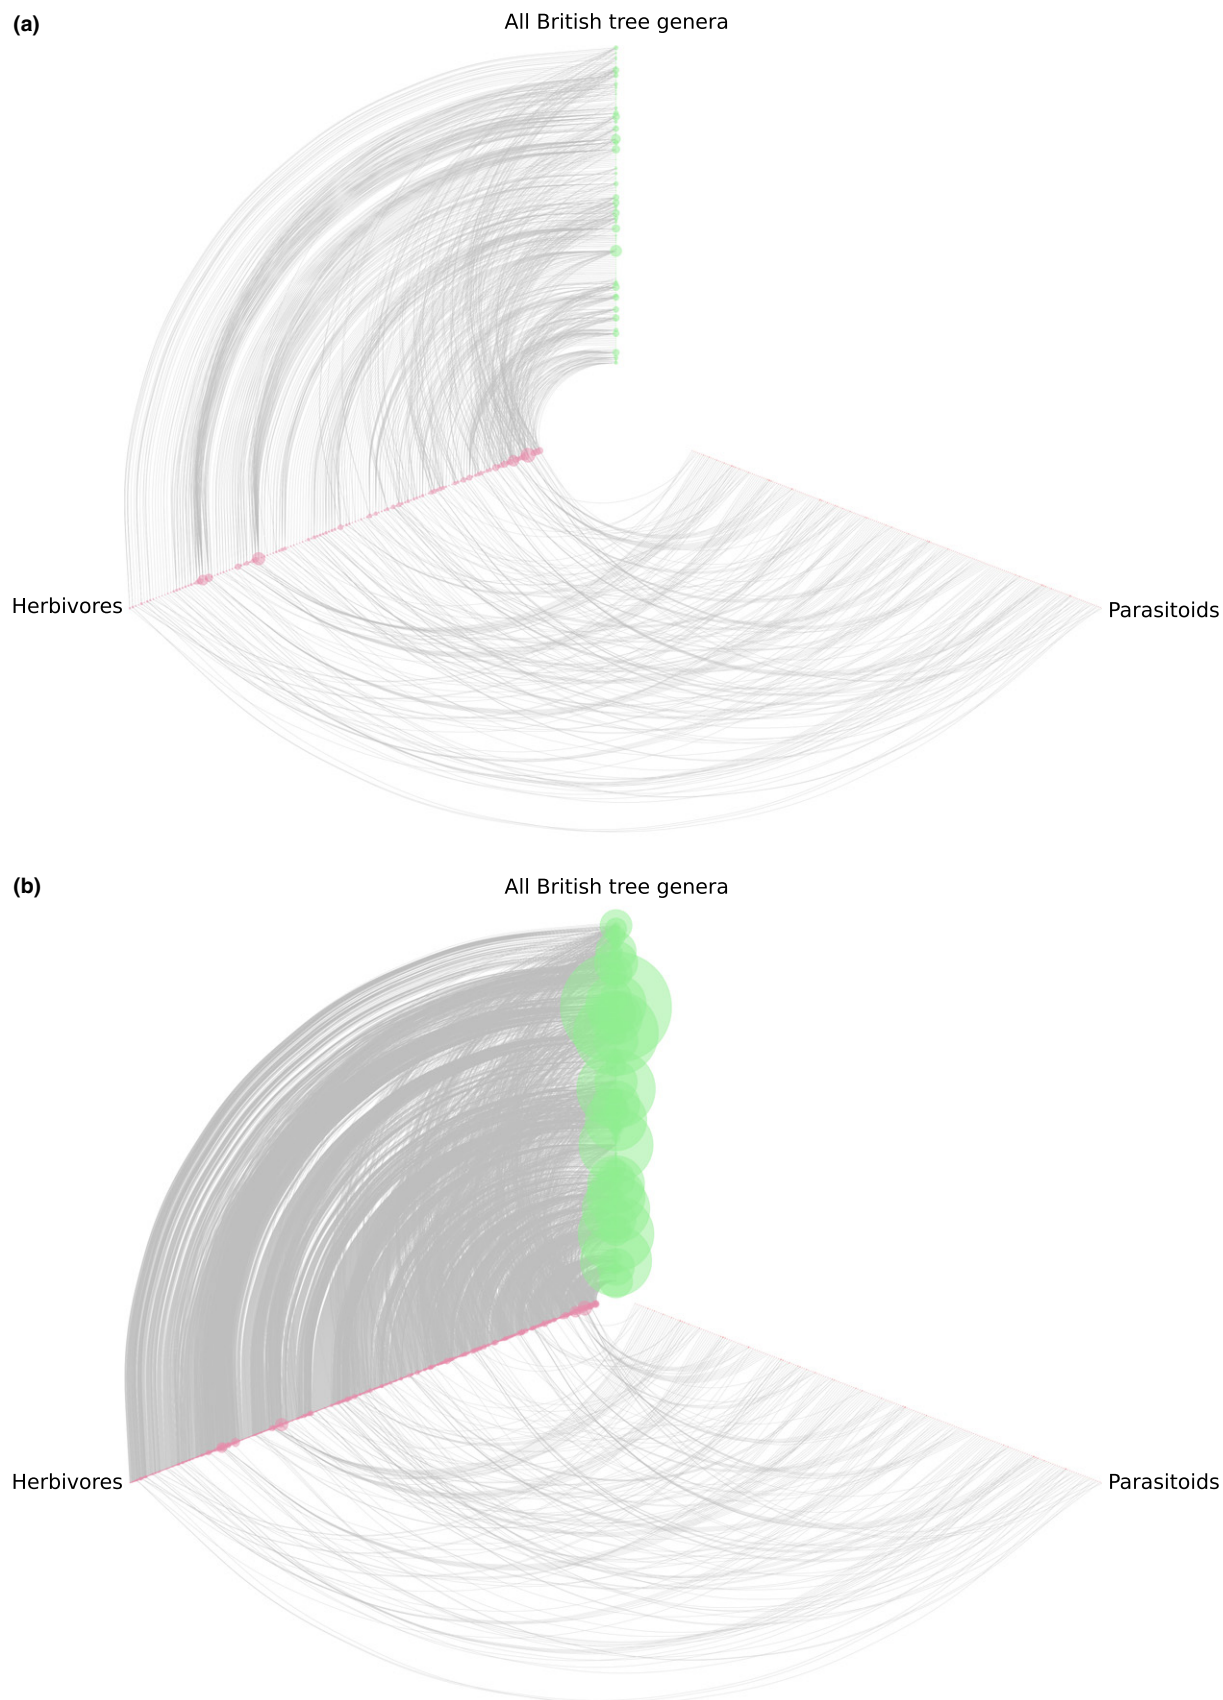 (a)
All British tree genera
Herbivores
Parasitoids
(b)
All British tree genera
Herbivores
Parasitoids